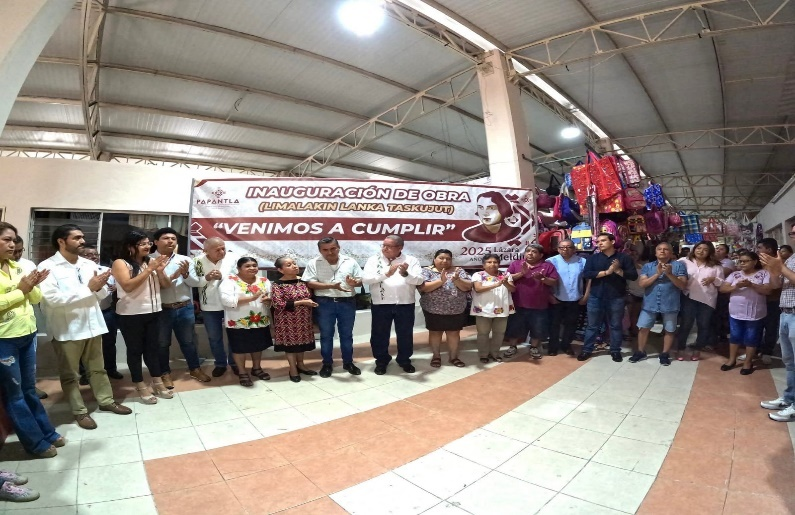 INAUGURACIÓN DE OBRA
(LIMALAKIN LANKA TASKUJUT)
PAPANTLA
"VENIMOS A CUMPLIR"
2025